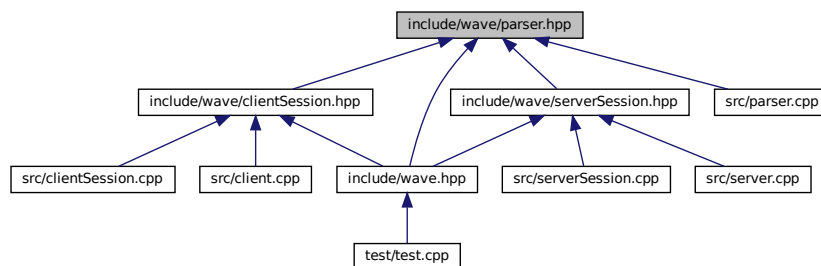 include/wave/parser.hpp
include/wave/clientSession.hpp
include/wave/serverSession.hpp
src/parser.cpp
src/clientSession.cpp
src/client.cpp
include/wave.hpp
src/serverSession.cpp
src/server.cpp
test/test.cpp